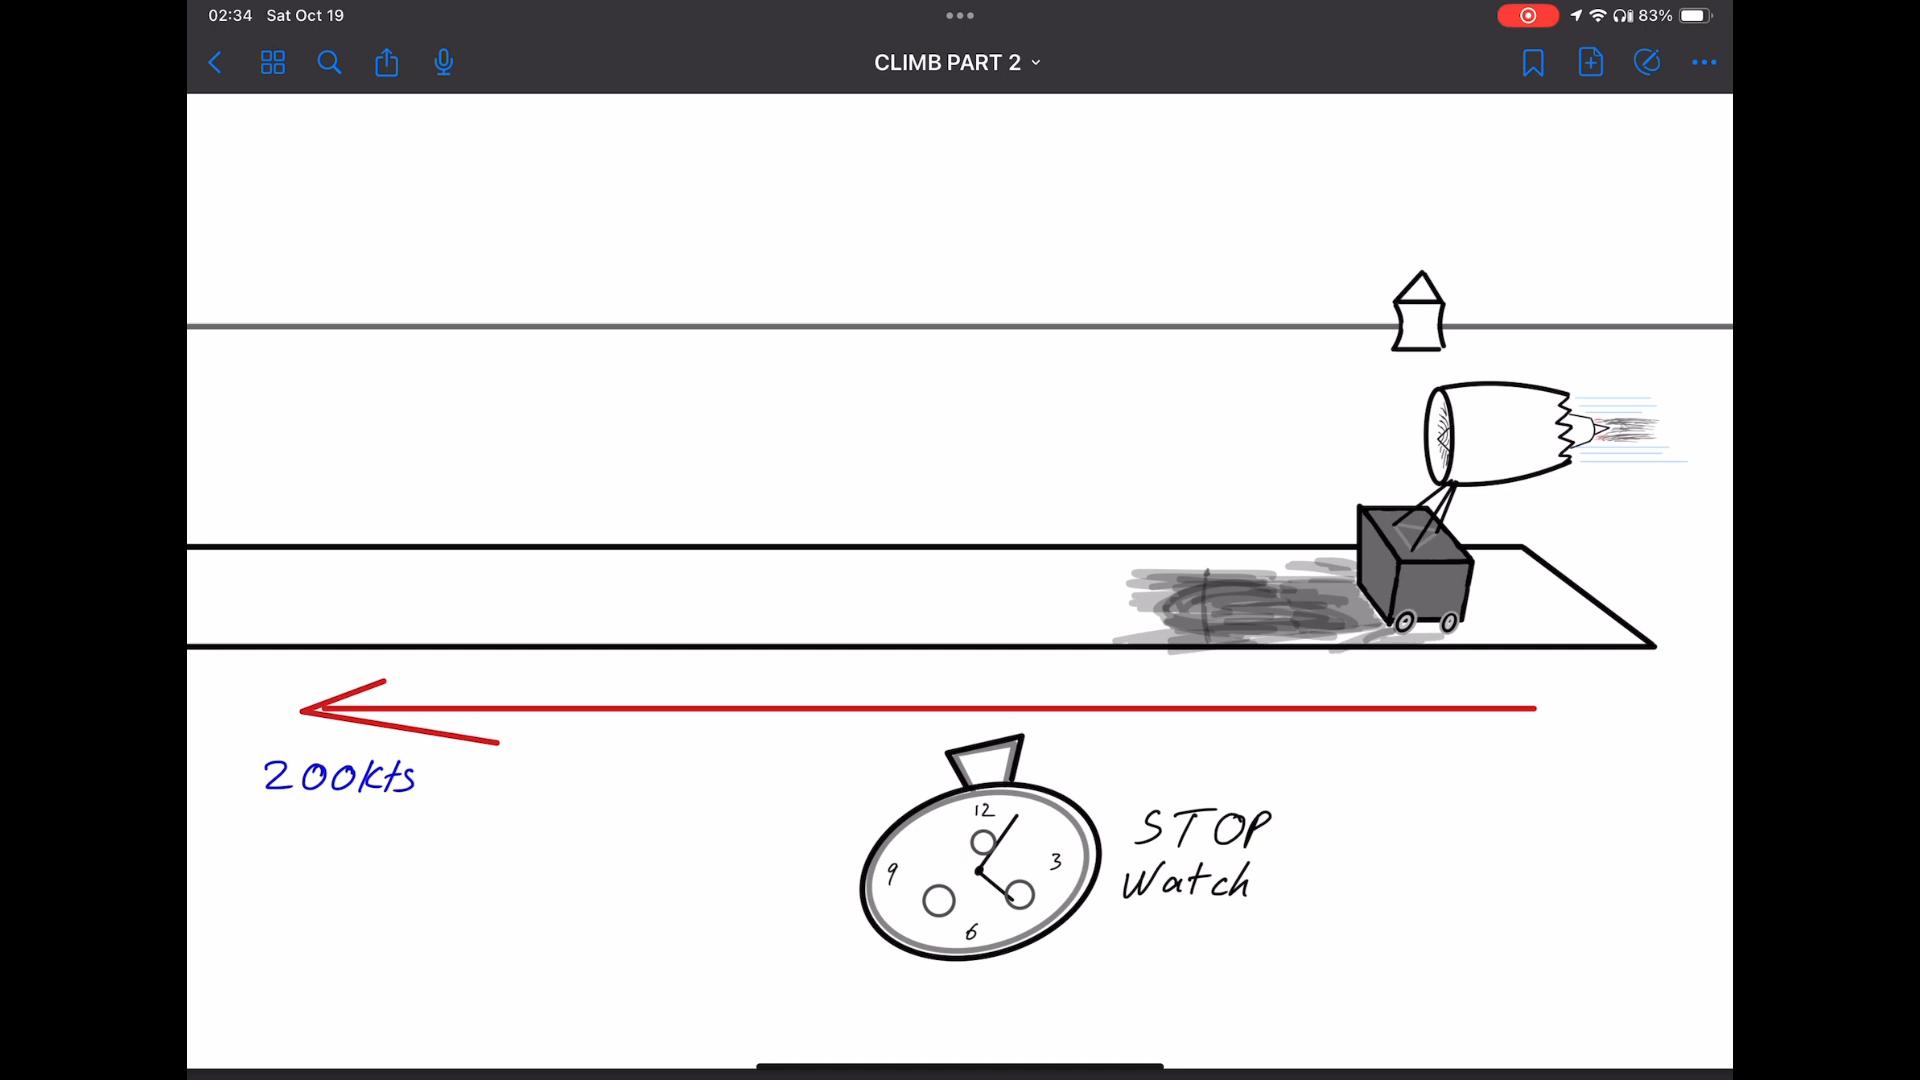 02:34 Sat Oct 19
83%
CLIMB PART 2
200kts
12
3
9
6
STOP
Watch